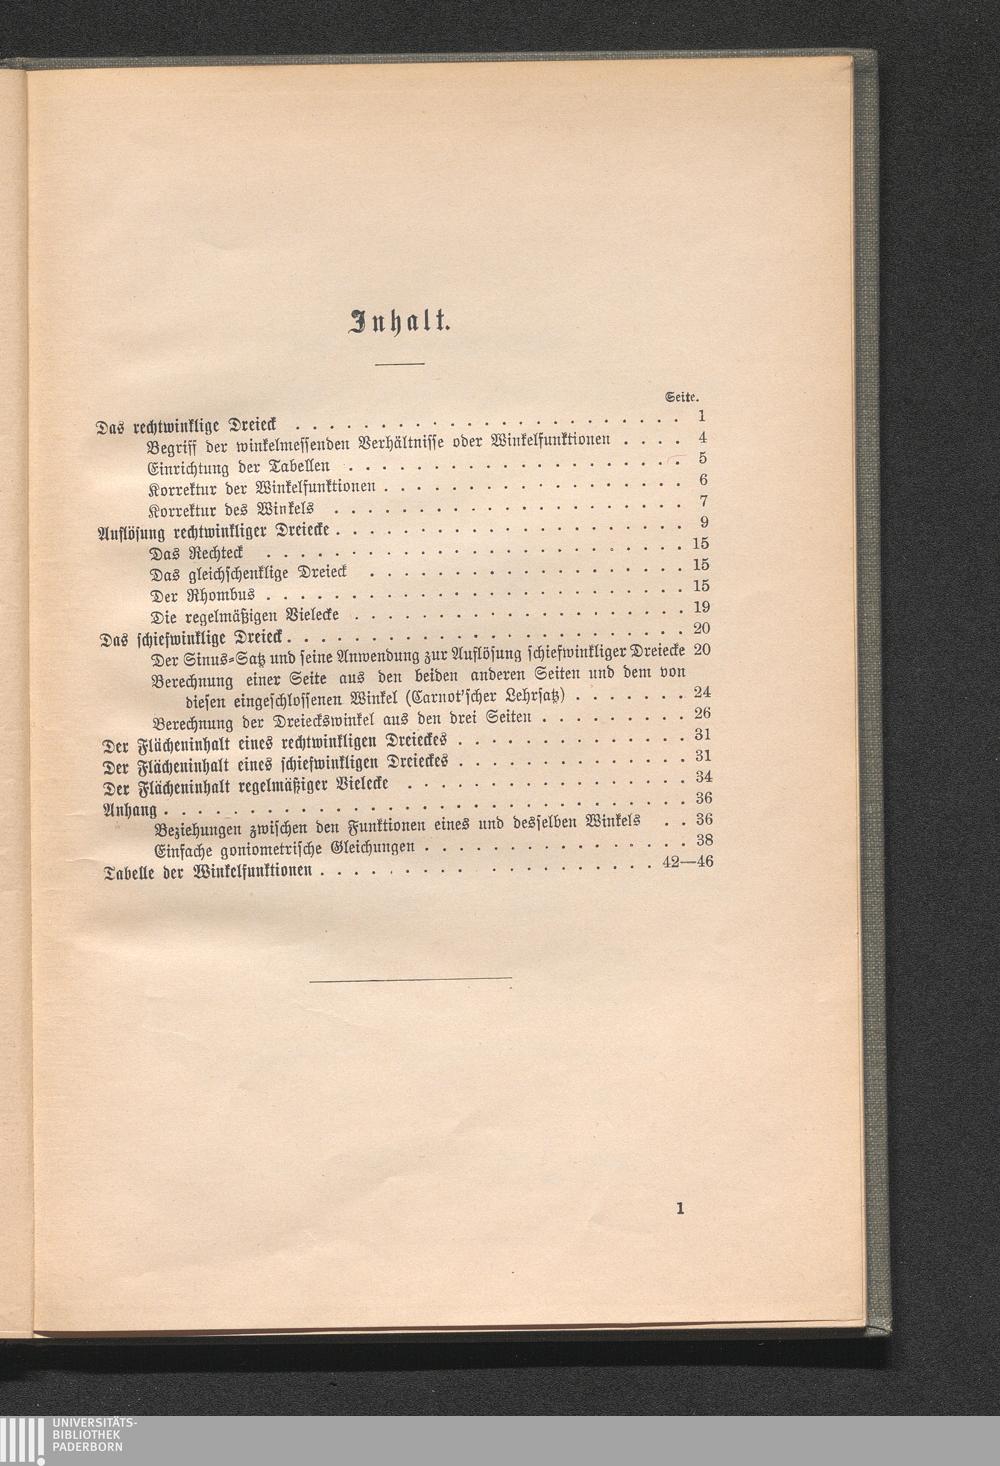 Inhalt.
Seite.
Das rechtwinklige Dreieck . . . . . . . . . . . . . . . . . . . . . . . 1
Begriff der winkelmessenden Verhältnisse oder Winkelfunktionen . . . . 4
Einrichtung der Tabellen . . . . . . . . . . . . . . . . . . . . 5
Korrektur der Winkelfunktionen . . . . . . . . . . . . . . . . . . 6
Korrektur des Winkels . . . . . . . . . . . . . . . . . . . . . 7
Auflösung rechtwinkliger Dreiecke . . . . . . . . . . . . . . . . . . . . . 9
Das Rechteck . . . . . . . . . . . . . . . . . . . . . . . . . 15
Das gleichschenklige Dreieck . . . . . . . . . . . . . . . . . . . 15
Der Rhombus . . . . . . . . . . . . . . . . . . . . . . . . . 15
Die regelmäßigen Vielecke . . . . . . . . . . . . . . . . . . . . 19
Das schiefwinklige Dreieck . . . . . . . . . . . . . . . . . . . . . . . . 20
Der Sinus-Satz und seine Anwendung zur Auflösung schiefwinkliger Dreiecke 20
Berechnung einer Seite aus den beiden anderen Seiten und dem von
diesen eingeschlossenen Winkel (Carnot'scher Lehrsatz) . . . . . . . 24
Berechnung der Dreieckswinkel aus den drei Seiten . . . . . . . . . 26
Der Flächeninhalt eines rechtwinkligen Dreieckes . . . . . . . . . . . . . . 31
Der Flächeninhalt eines schiefwinkligen Dreieckes . . . . . . . . . . . . . . 31
Der Flächeninhalt regelmäßiger Vielecke . . . . . . . . . . . . . . . . . 34
Anhang . . . . . . . . . . . . . . . . . . . . . . . . . . . . . . . 36
Beziehungen zwischen den Funktionen eines und desselben Winkels . . 36
Einfache goniometrische Gleichungen . . . . . . . . . . . . . . . . 38
Tabelle der Winkelfunktionen . . . . . . . . . . . . . . . . . . . . 42—46
1
UNIVERSITÄTS-
BIBLIOTHEK
PADERBORN